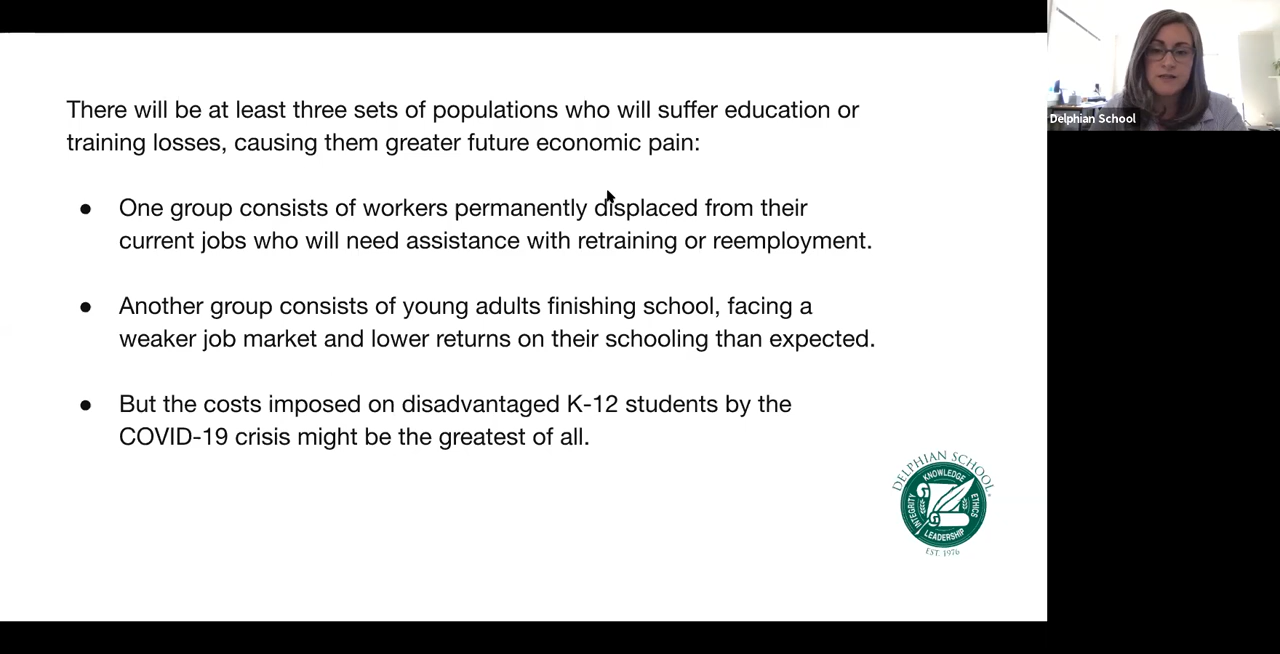 There will be at least three sets of populations who will suffer education or
training losses, causing them greater future economic pain:
● One group consists of workers permanently displaced from their
current jobs who will need assistance with retraining or reemployment.
● Another group consists of young adults finishing school, facing a
weaker job market and lower returns on their schooling than expected.
● But the costs imposed on disadvantaged K-12 students by the
COVID-19 crisis might be the greatest of all.
Delphian School
DELPHIAN SCHOOL
KNOWLEDGE
INTEGRITY
ETHICS
LEADERSHIP
EST. 1976